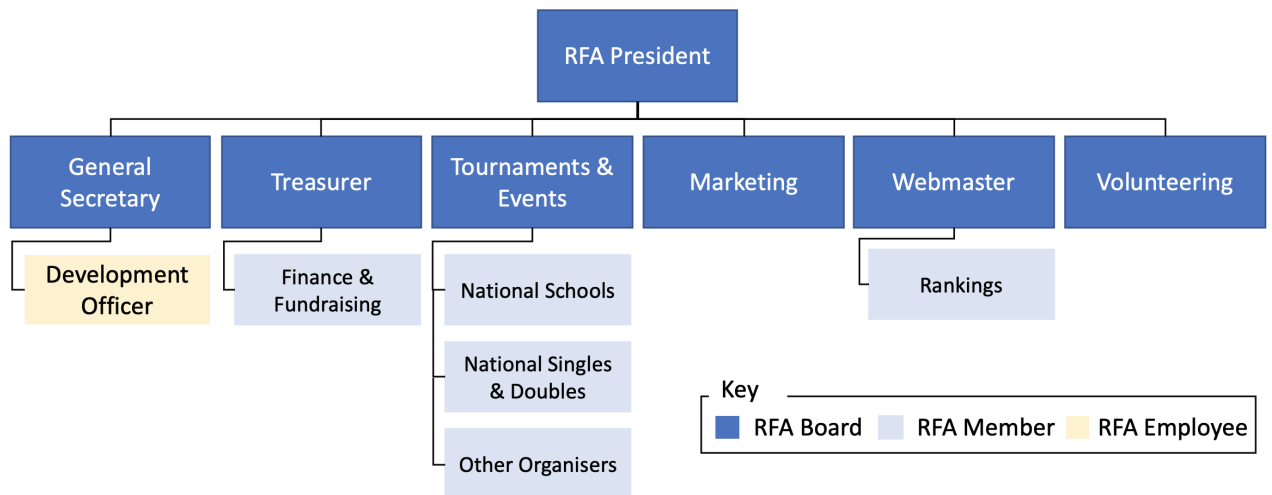 RFA President
General
Secretary
Treasurer
Tournaments &
Events
Marketing
Webmaster
Volunteering
Development
Officer
Finance &
Fundraising
National Schools
Rankings
National Singles
& Doubles
Other Organisers
Key
RFA Board
RFA Member
RFA Employee